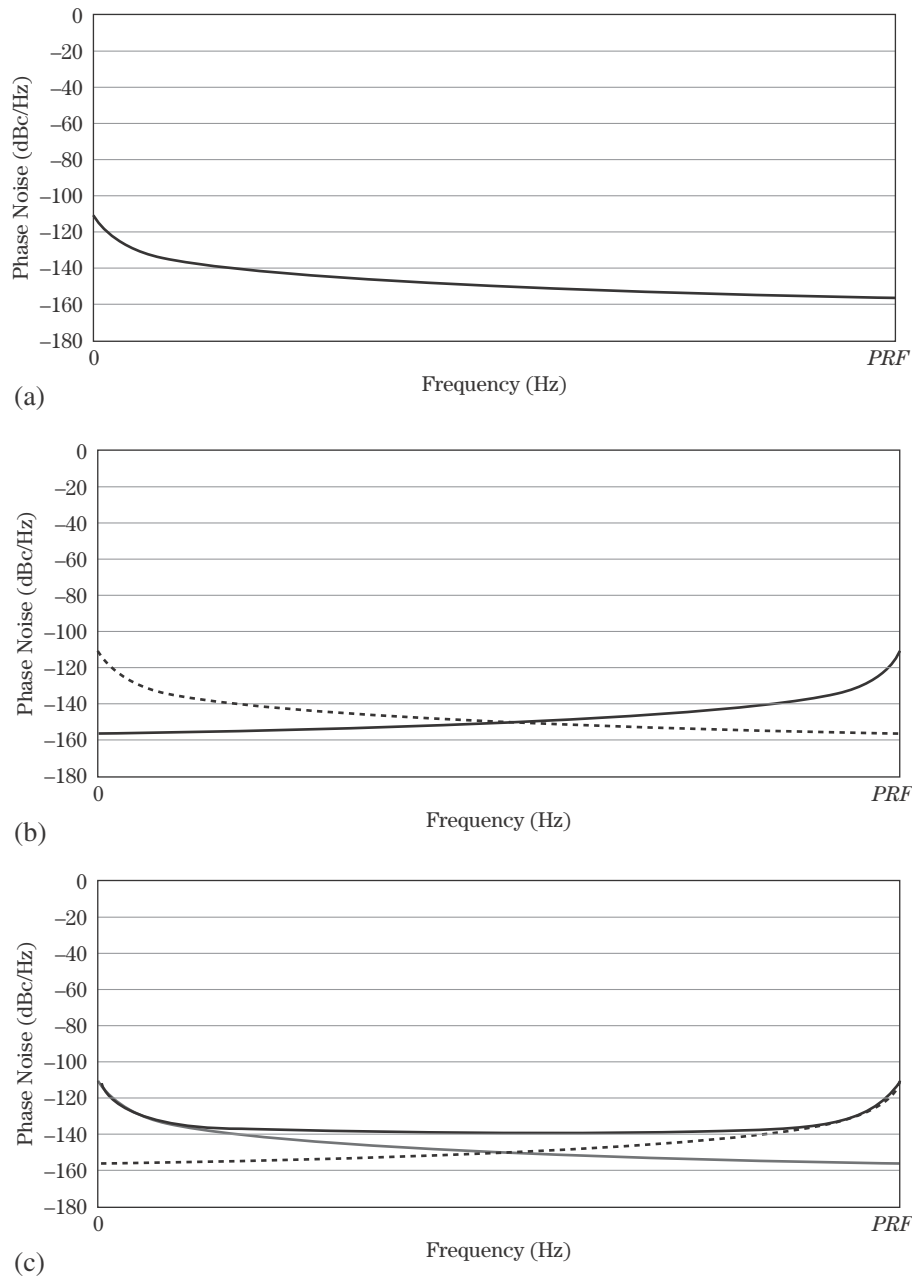 0
–20
–40
–60
–80
–100
–120
–140
–160
–180
Phase Noise (dBc/Hz)
0
PRF
Frequency (Hz)
(a)
0
–20
–40
–60
–80
–100
–120
–140
–160
–180
Phase Noise (dBc/Hz)
0
PRF
Frequency (Hz)
(b)
0
–20
–40
–60
–80
–100
–120
–140
–160
–180
Phase Noise (dBc/Hz)
0
PRF
Frequency (Hz)
(c)